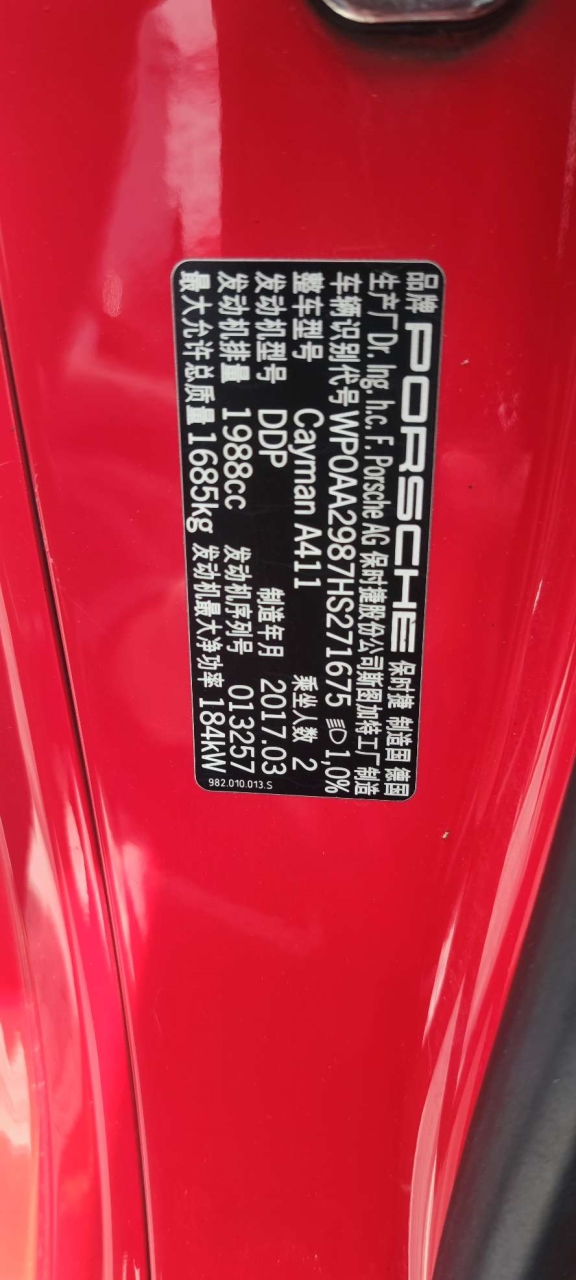 品牌 PORSCHE 保时捷 制造国 德国
生产厂 Dr. Ing. h.c. F. Porsche AG 保时捷股份公司斯图加特工厂制造
车辆识别代号 WP0AA2987HS271675 1,0%
整车型号 Cayman A411 乘坐人数 2
发动机型号 DDP 制造年月 2017.03
发动机排量 1988cc 发动机序列号 013257
最大允许总质量 1685kg 发动机最大净功率 184kW
982.010.013.S